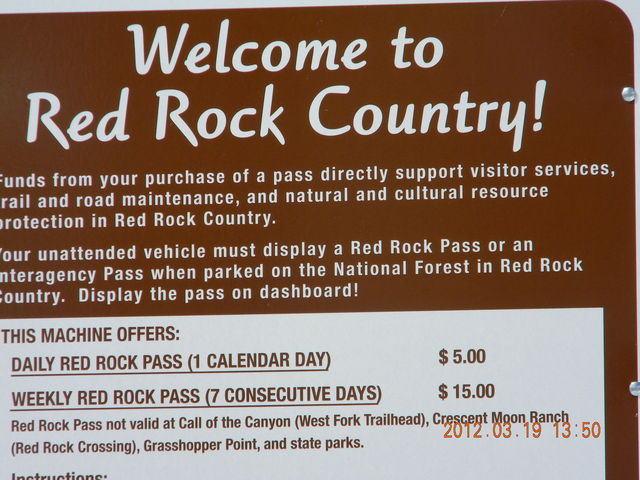 Welcome to
Red Rock Country!
Funds from your purchase of a pass directly support visitor services,
rail and road maintenance, and natural and cultural resource
protection in Red Rock Country.
Your unattended vehicle must display a Red Rock Pass or an
nteragency Pass when parked on the National Forest in Red Rock
Country. Display the pass on dashboard!
THIS MACHINE OFFERS:
DAILY RED ROCK PASS (1 CALENDAR DAY) $ 5.00
WEEKLY RED ROCK PASS (7 CONSECUTIVE DAYS) $ 15.00
Red Rock Pass not valid at Call of the Canyon (West Fork Trailhead), Crescent Moon Ranch
(Red Rock Crossing), Grasshopper Point, and state parks.
2012.03.19 13:50
Instructions: